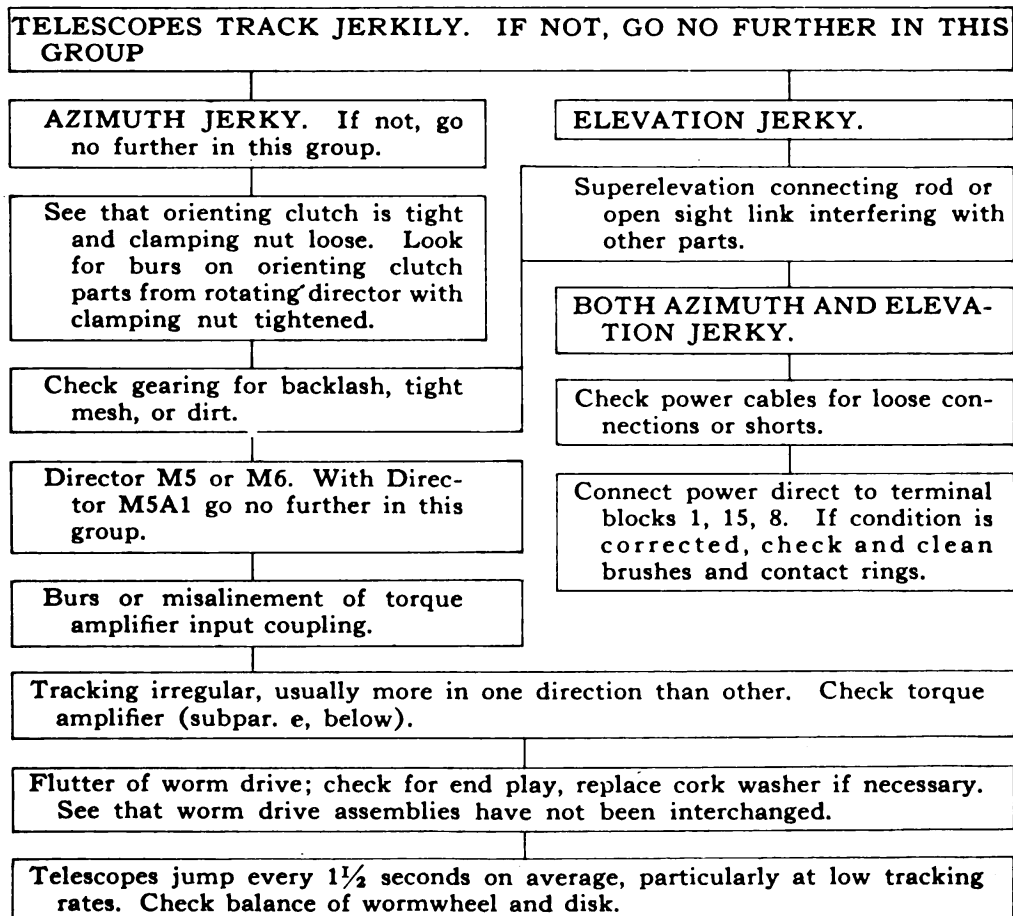 TELESCOPES TRACK JERKILY. IF NOT, GO NO FURTHER IN THIS
GROUP
AZIMUTH JERKY. If not, go
no further in this group.
See that orienting clutch is tight
and clamping nut loose. Look
for burs on orienting clutch
parts from rotating director with
clamping nut tightened.
Check gearing for backlash, tight
mesh, or dirt.
Director M5 or M6. With Direc-
tor M5A1 go no further in this
group.
Burs or misalinement of torque
amplifier input coupling.
ELEVATION JERKY.
Superelevation connecting rod or
open sight link interfering with
other parts.
BOTH AZIMUTH AND ELEVA-
TION JERKY.
Check power cables for loose con-
nections or shorts.
Connect power direct to terminal
blocks 1, 15, 8. If condition is
corrected, check and clean
brushes and contact rings.
Tracking irregular, usually more in one direction than other. Check torque
amplifier (subpar. e, below).
Flutter of worm drive; check for end play, replace cork washer if necessary.
See that worm drive assemblies have not been interchanged.
Telescopes jump every 1½ seconds on average, particularly at low tracking
rates. Check balance of wormwheel and disk.